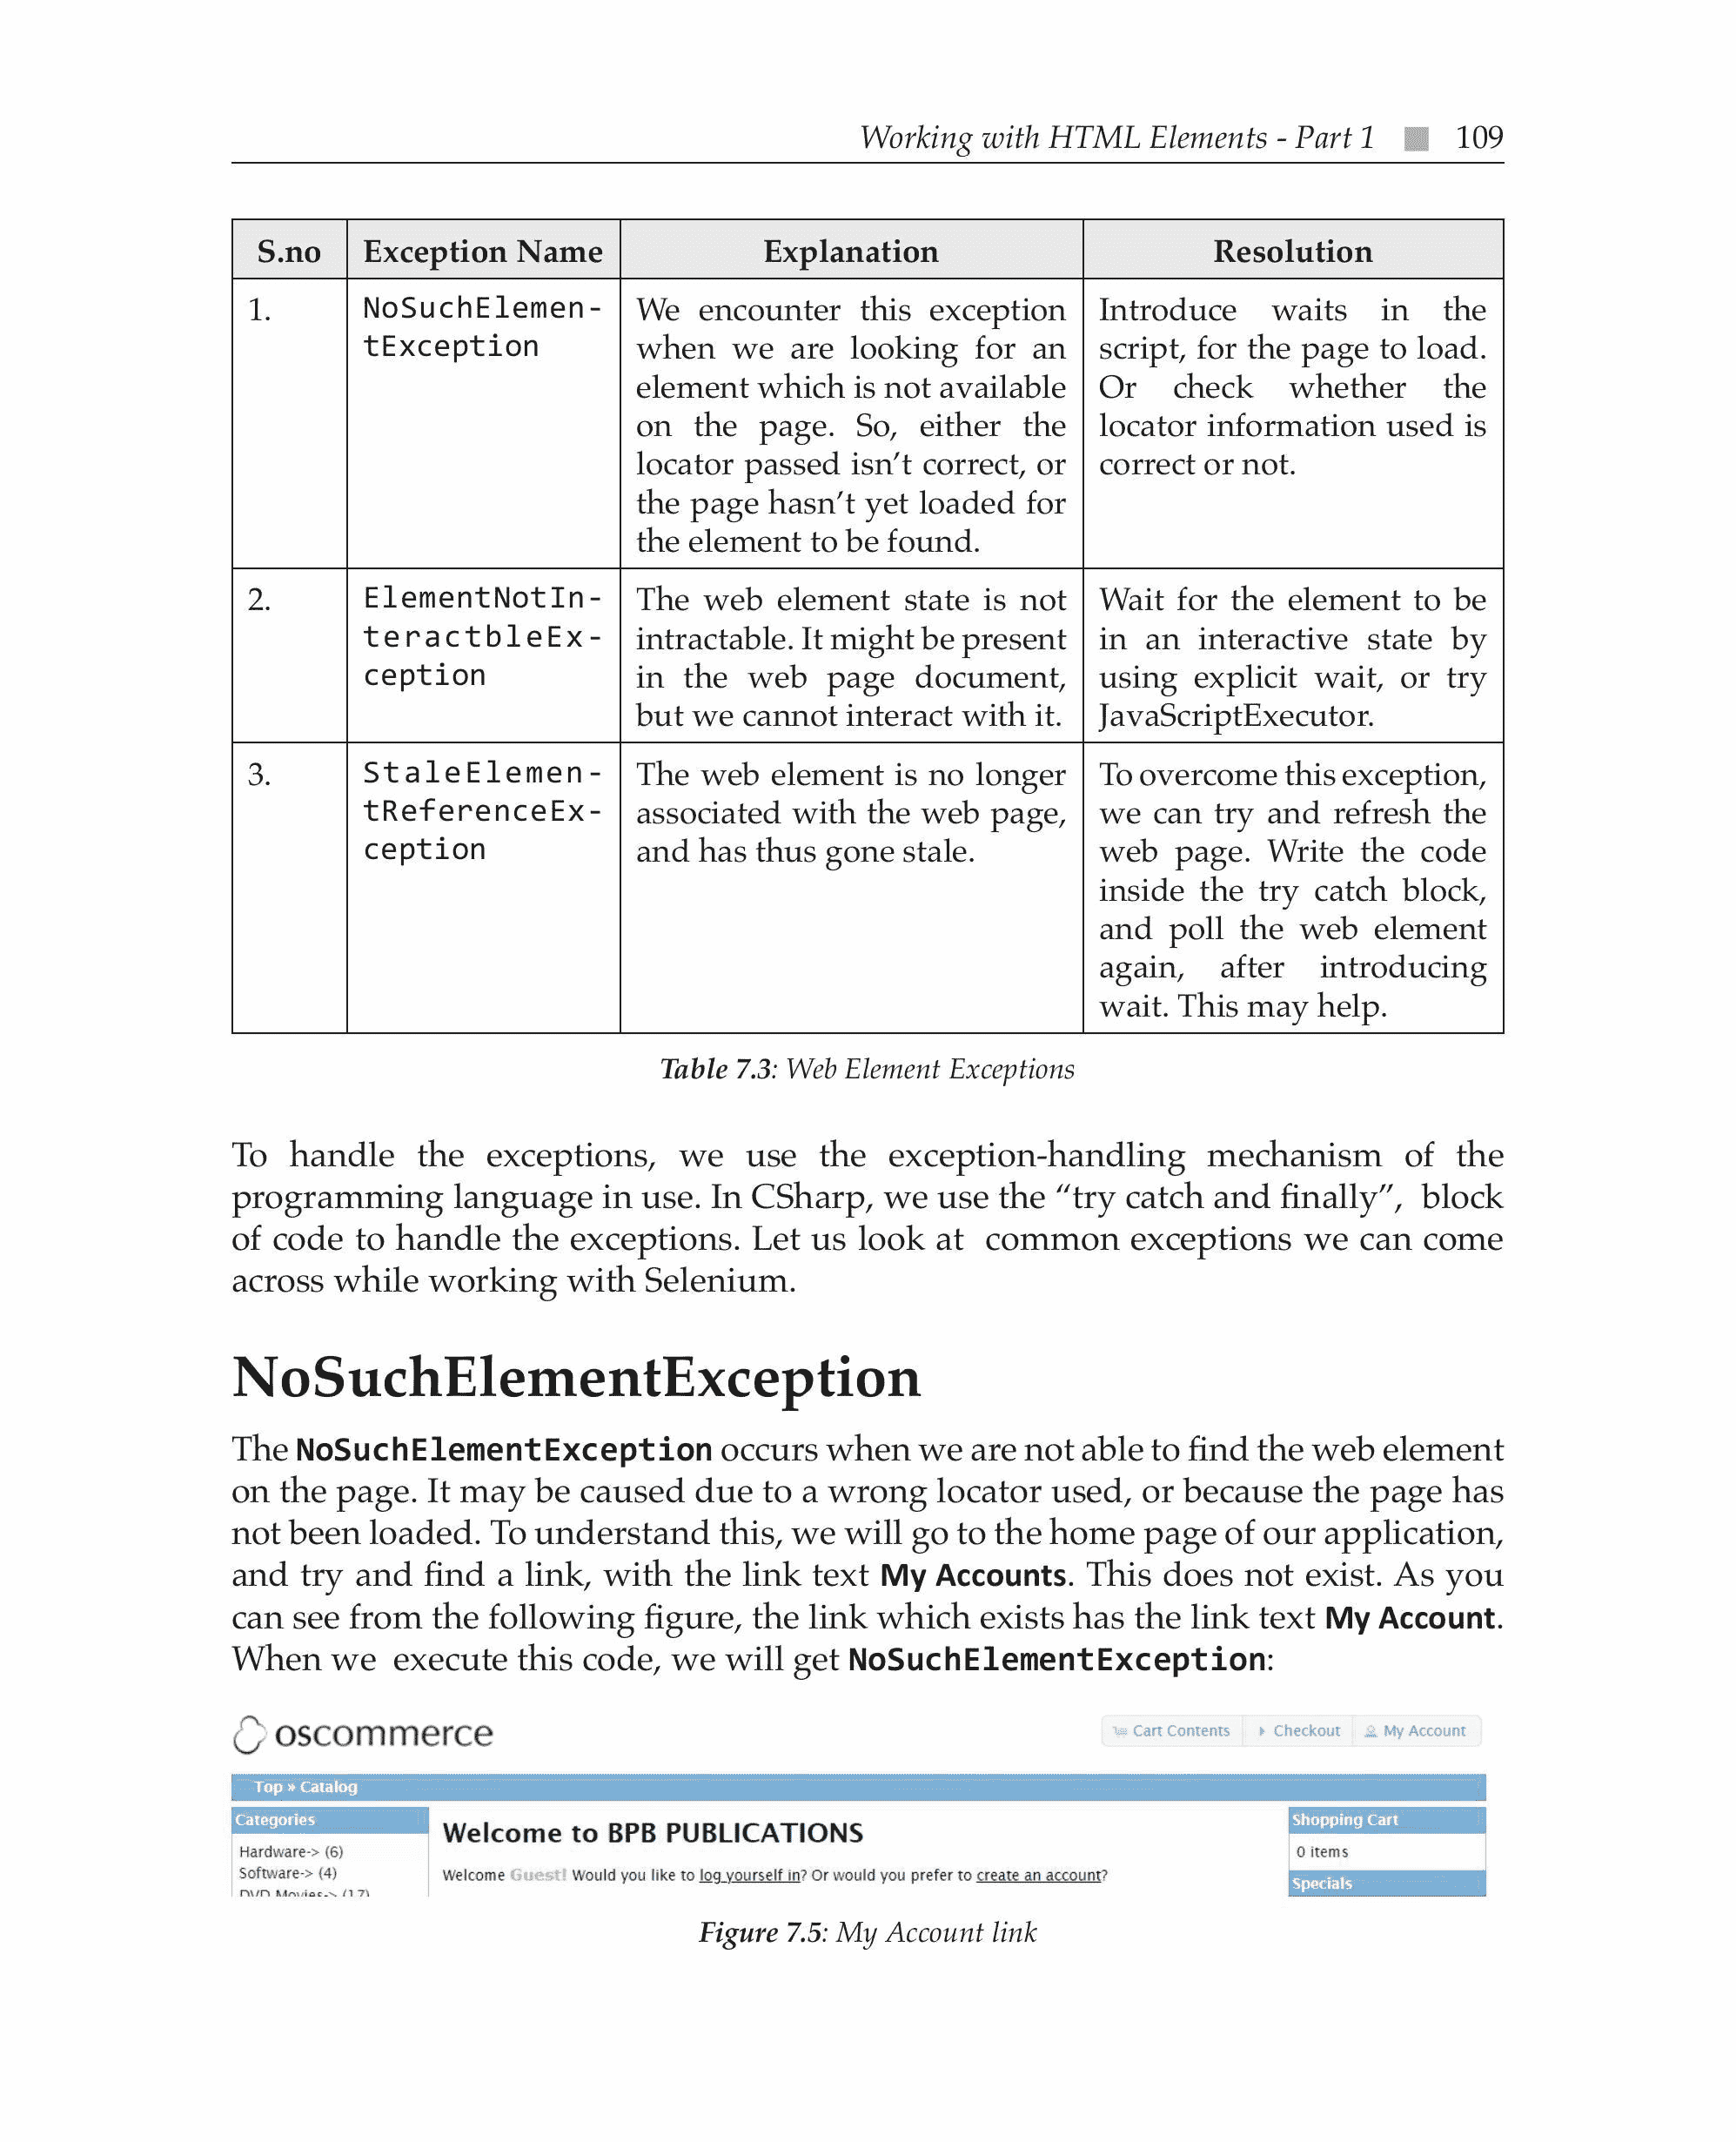 Working with HTML Elements - Part 1 109
S.no Exception Name Explanation Resolution
1. NoSuchElemen- We encounter this exception Introduce waits in the
tException when we are looking for an script, for the page to load.
element which is not available Or check whether the
on the page. So, either the locator information used is
locator passed isn’t correct, or correct or not.
the page hasn’t yet loaded for
the element to be found.
2. ElementNotIn- The web element state is not Wait for the element to be
teractbleEx- intractable. It might be present in an interactive state by
ception in the web page document, using explicit wait, or try
but we cannot interact with it. JavaScriptExecutor.
3. StaleElemen- The web element is no longer To overcome this exception,
tReferenceEx- associated with the web page, we can try and refresh the
ception and has thus gone stale. web page. Write the code
inside the try catch block,
and poll the web element
again, after introducing
wait. This may help.
Table 7.3: Web Element Exceptions
To handle the exceptions, we use the exception-handling mechanism of the
programming language in use. In CSharp, we use the “try catch and finally”, block
of code to handle the exceptions. Let us look at common exceptions we can come
across while working with Selenium.
NoSuchElementException
The NoSuchElementException occurs when we are not able to find the web element
on the page. It may be caused due to a wrong locator used, or because the page has
not been loaded. To understand this, we will go to the home page of our application,
and try and find a link, with the link text My Accounts. This does not exist. As you
can see from the following figure, the link which exists has the link text My Account.
When we execute this code, we will get NoSuchElementException:
oscommerce Cart Contents Checkout My Account
Top » Catalog
Categories Welcome to BPB PUBLICATIONS Shopping Cart
Hardware-> (6) 0 items
Software-> (4) Welcome Guest! Would you like to log yourself in? Or would you prefer to create an account? Specials
DVD Movies-> (17)
Figure 7.5: My Account link